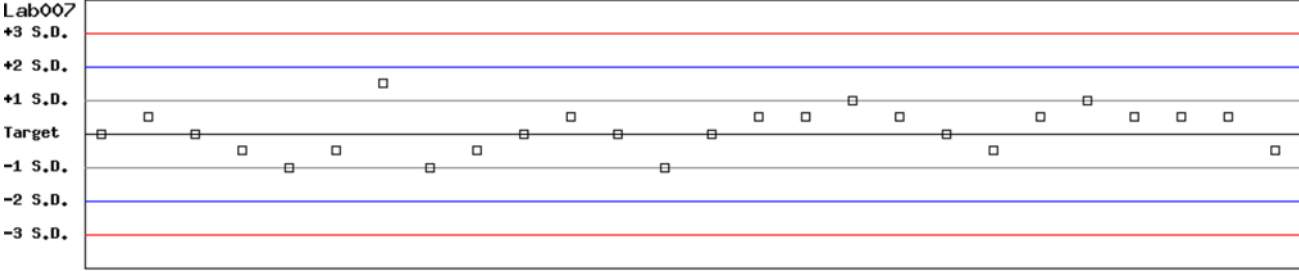 Lab007
+3 S.D.
+2 S.D.
+1 S.D.
Target
-1 S.D.
-2 S.D.
-3 S.D.